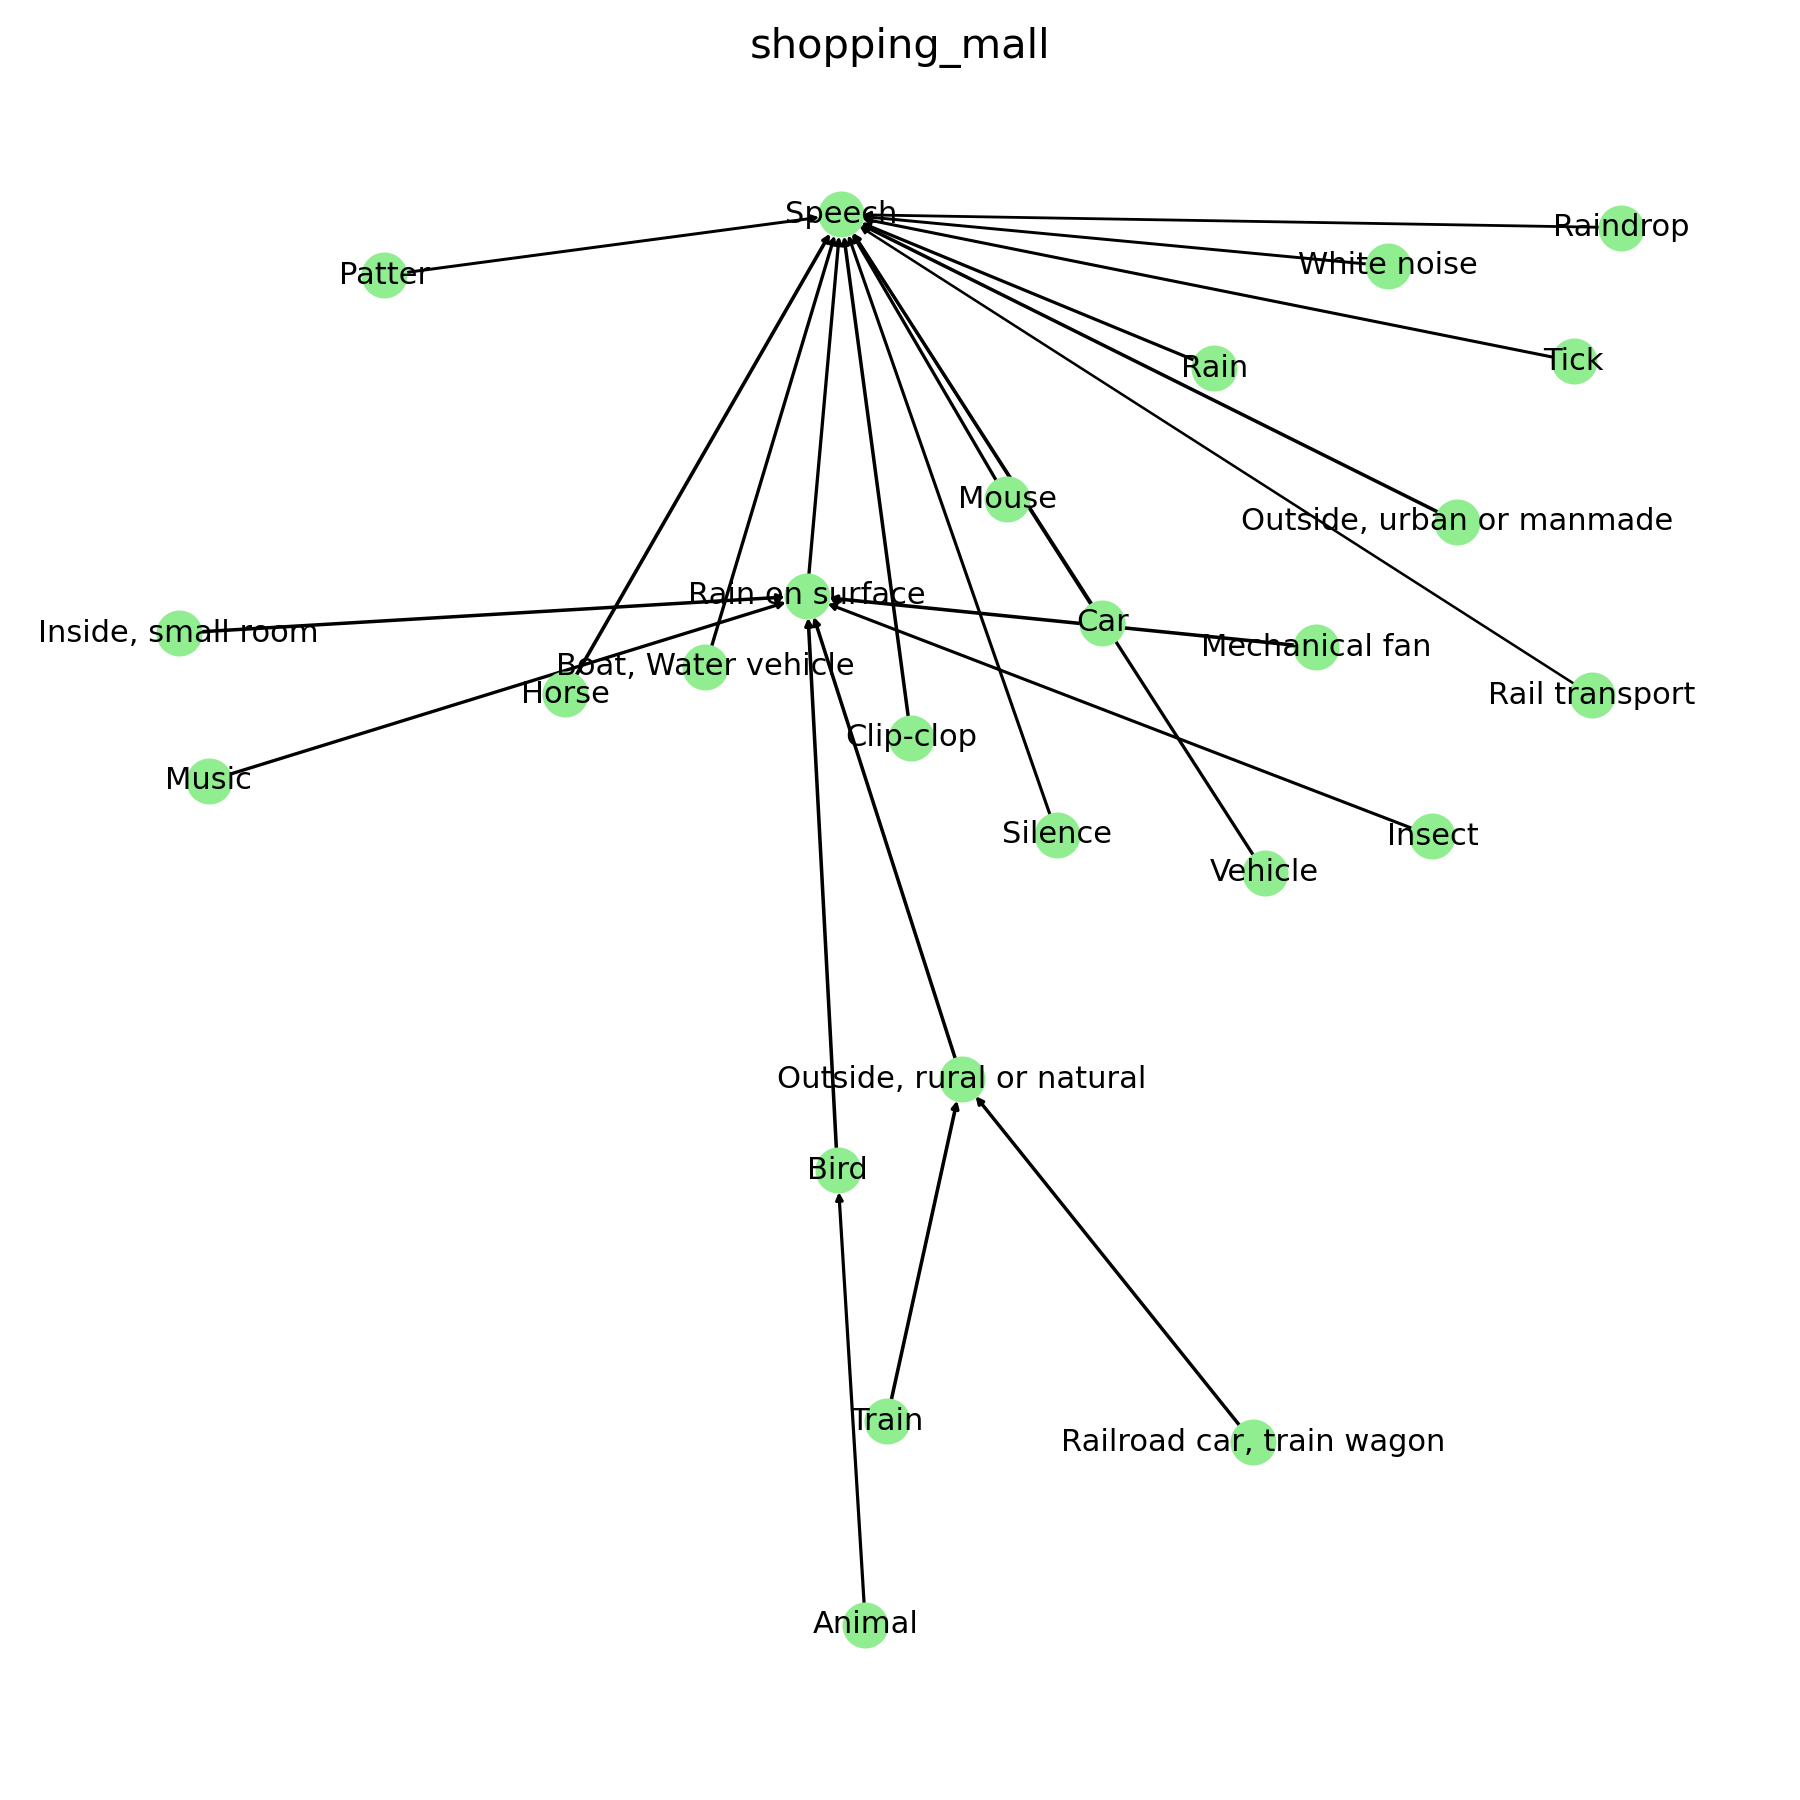 shopping_mall
Speech
Raindrop
White noise
Patter
Tick
Rain
Mouse
Outside, urban or manmade
Rain on surface
Car
Inside, small room
Mechanical fan
Boat, Water vehicle
Horse
Rail transport
Clip-clop
Music
Silence
Insect
Vehicle
Outside, rural or natural
Bird
Train
Railroad car, train wagon
Animal